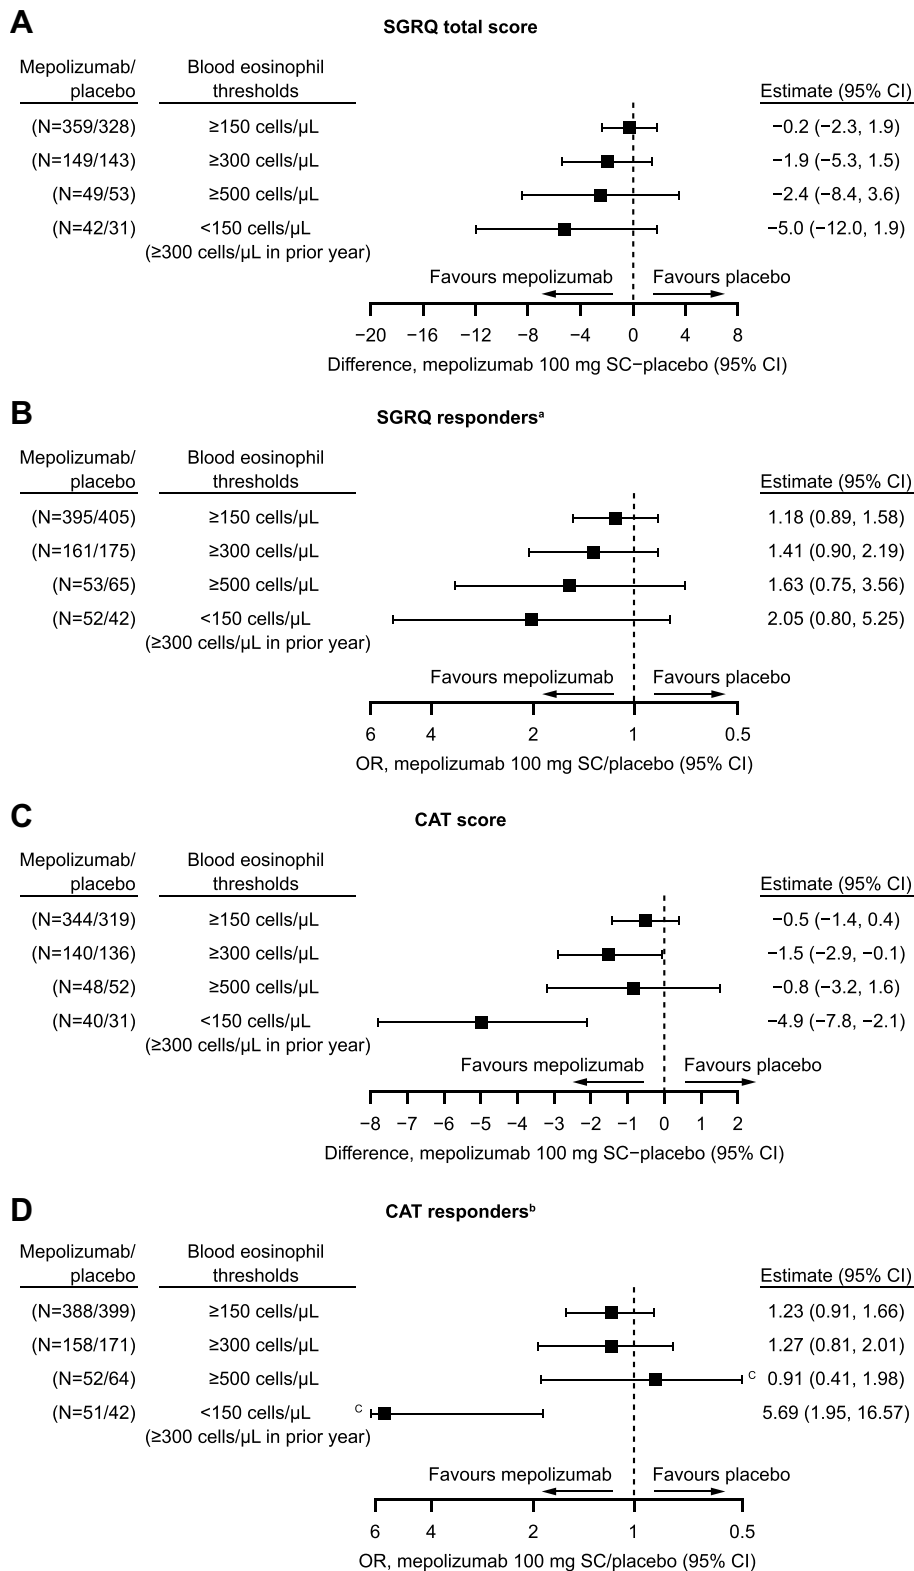 A
SGRQ total score
Mepolizumab/ placebo
Blood eosinophil thresholds
Estimate (95% CI)
(N=359/328) ≥150 cells/µL −0.2 (−2.3, 1.9)
(N=149/143) ≥300 cells/µL −1.9 (−5.3, 1.5)
(N=49/53) ≥500 cells/µL −2.4 (−8.4, 3.6)
(N=42/31) <150 cells/µL −5.0 (−12.0, 1.9)
(≥300 cells/µL in prior year)
Favours mepolizumab Favours placebo
−20 −16 −12 −8 −4 0 4 8
Difference, mepolizumab 100 mg SC−placebo (95% CI)
B
SGRQ respondersᵃ
Mepolizumab/ placebo
Blood eosinophil thresholds
Estimate (95% CI)
(N=395/405) ≥150 cells/µL 1.18 (0.89, 1.58)
(N=161/175) ≥300 cells/µL 1.41 (0.90, 2.19)
(N=53/65) ≥500 cells/µL 1.63 (0.75, 3.56)
(N=52/42) <150 cells/µL 2.05 (0.80, 5.25)
(≥300 cells/µL in prior year)
Favours mepolizumab Favours placebo
6 4 2 1 0.5
OR, mepolizumab 100 mg SC/placebo (95% CI)
C
CAT score
Mepolizumab/ placebo
Blood eosinophil thresholds
Estimate (95% CI)
(N=344/319) ≥150 cells/µL −0.5 (−1.4, 0.4)
(N=140/136) ≥300 cells/µL −1.5 (−2.9, −0.1)
(N=48/52) ≥500 cells/µL −0.8 (−3.2, 1.6)
(N=40/31) <150 cells/µL −4.9 (−7.8, −2.1)
(≥300 cells/µL in prior year)
Favours mepolizumab Favours placebo
−8 −7 −6 −5 −4 −3 −2 −1 0 1 2
Difference, mepolizumab 100 mg SC−placebo (95% CI)
D
CAT respondersᵇ
Mepolizumab/ placebo
Blood eosinophil thresholds
Estimate (95% CI)
(N=388/399) ≥150 cells/µL 1.23 (0.91, 1.66)
(N=158/171) ≥300 cells/µL 1.27 (0.81, 2.01)
(N=52/64) ≥500 cells/µL c 0.91 (0.41, 1.98)
(N=51/42) <150 cells/µL c 5.69 (1.95, 16.57)
(≥300 cells/µL in prior year)
Favours mepolizumab Favours placebo
6 4 2 1 0.5
OR, mepolizumab 100 mg SC/placebo (95% CI)